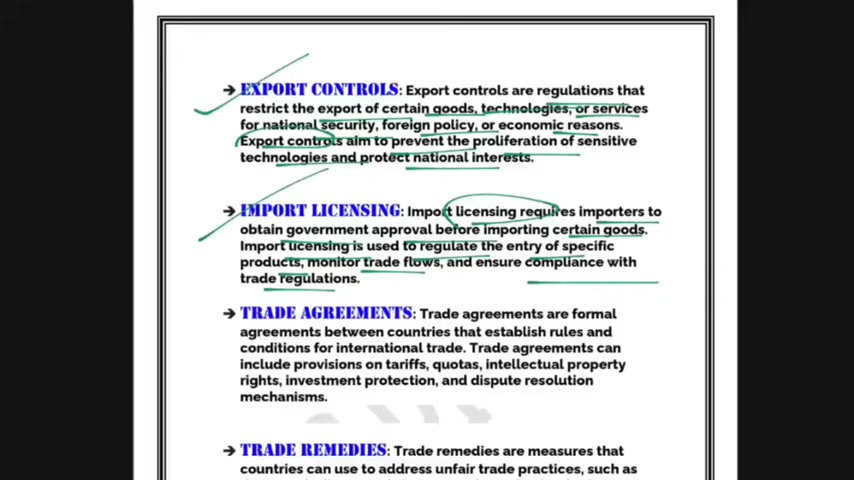 → EXPORT CONTROLS: Export controls are regulations that
restrict the export of certain goods, technologies, or services
for national security, foreign policy, or economic reasons.
Export controls aim to prevent the proliferation of sensitive
technologies and protect national interests.
→ IMPORT LICENSING: Import licensing requires importers to
obtain government approval before importing certain goods.
Import licensing is used to regulate the entry of specific
products, monitor trade flows, and ensure compliance with
trade regulations.
→ TRADE AGREEMENTS: Trade agreements are formal
agreements between countries that establish rules and
conditions for international trade. Trade agreements can
include provisions on tariffs, quotas, intellectual property
rights, investment protection, and dispute resolution
mechanisms.
→ TRADE REMEDIES: Trade remedies are measures that
countries can use to address unfair trade practices, such as